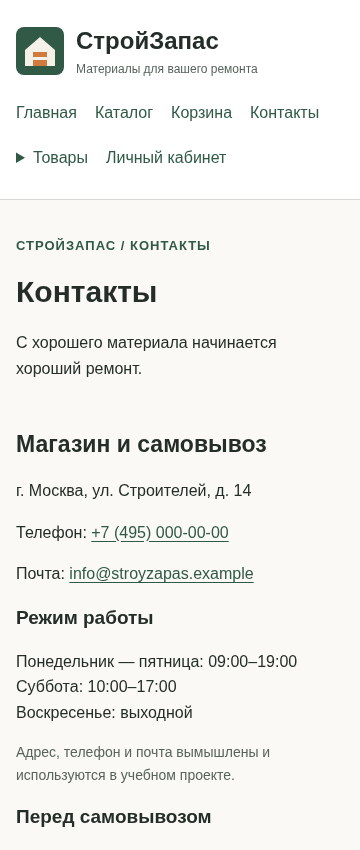 СтройЗапас
Материалы для вашего ремонта
Главная Каталог Корзина Контакты
Товары Личный кабинет
СТРОЙЗАПАС / КОНТАКТЫ
Контакты
С хорошего материала начинается
хороший ремонт.
Магазин и самовывоз
г. Москва, ул. Строителей, д. 14
Телефон: +7 (495) 000-00-00
Почта: info@stroyzapas.example
Режим работы
Понедельник — пятница: 09:00–19:00
Суббота: 10:00–17:00
Воскресенье: выходной
Адрес, телефон и почта вымышлены и
используются в учебном проекте.
Перед самовывозом